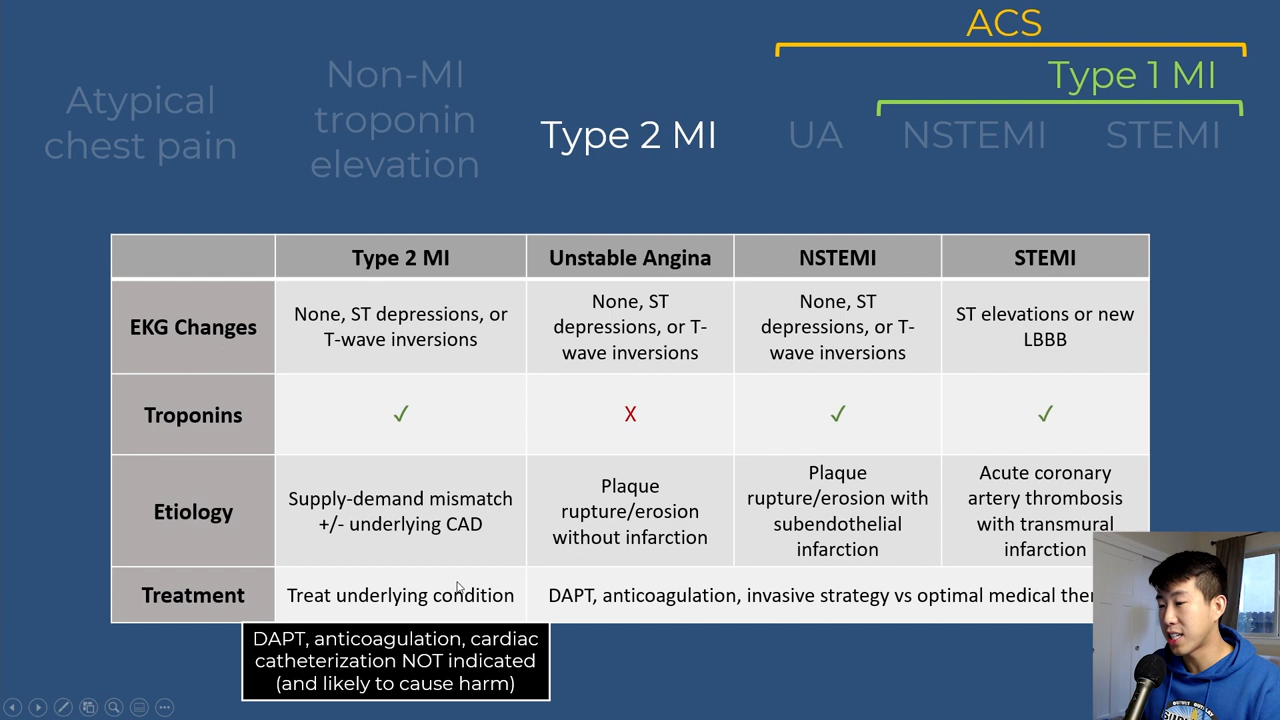 ACS
Type 1 MI
Atypical
chest pain
Non-MI
troponin
elevation
Type 2 MI
UA
NSTEMI
STEMI
Type 2 MI
Unstable Angina
NSTEMI
STEMI
EKG Changes
None, ST depressions, or
T-wave inversions
None, ST
depressions, or T-
wave inversions
None, ST
depressions, or T-
wave inversions
ST elevations or new
LBBB
Troponins
✓
X
✓
✓
Etiology
Supply-demand mismatch
+/- underlying CAD
Plaque
rupture/erosion
without infarction
Plaque
rupture/erosion with
subendothelial
infarction
Acute coronary
artery thrombosis
with transmural
infarction
Treatment
Treat underlying condition
DAPT, anticoagulation, invasive strategy vs optimal medical
DAPT, anticoagulation, cardiac
catheterization NOT indicated
(and likely to cause harm)